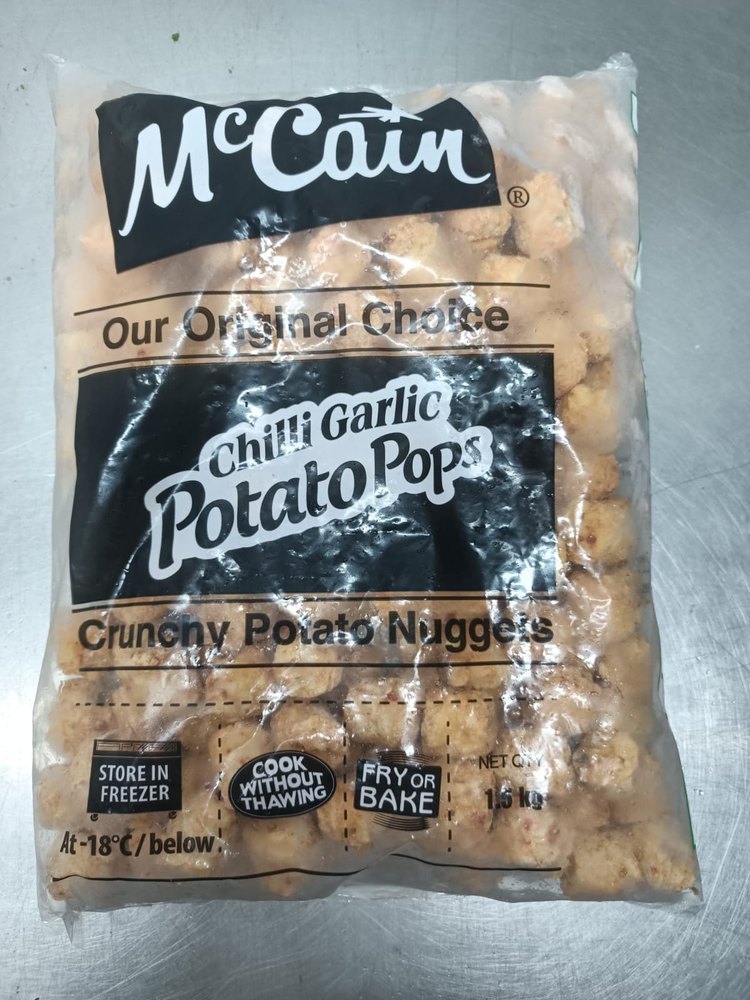 McCain
®
Our Original Choice
Chilli Garlic
Potato Pops
Crunchy Potato Nuggets
STORE IN
FREEZER
At -18°C/ below.
COOK
WITHOUT
THAWING
FRY OR
BAKE
NET QTY
1.5 kg